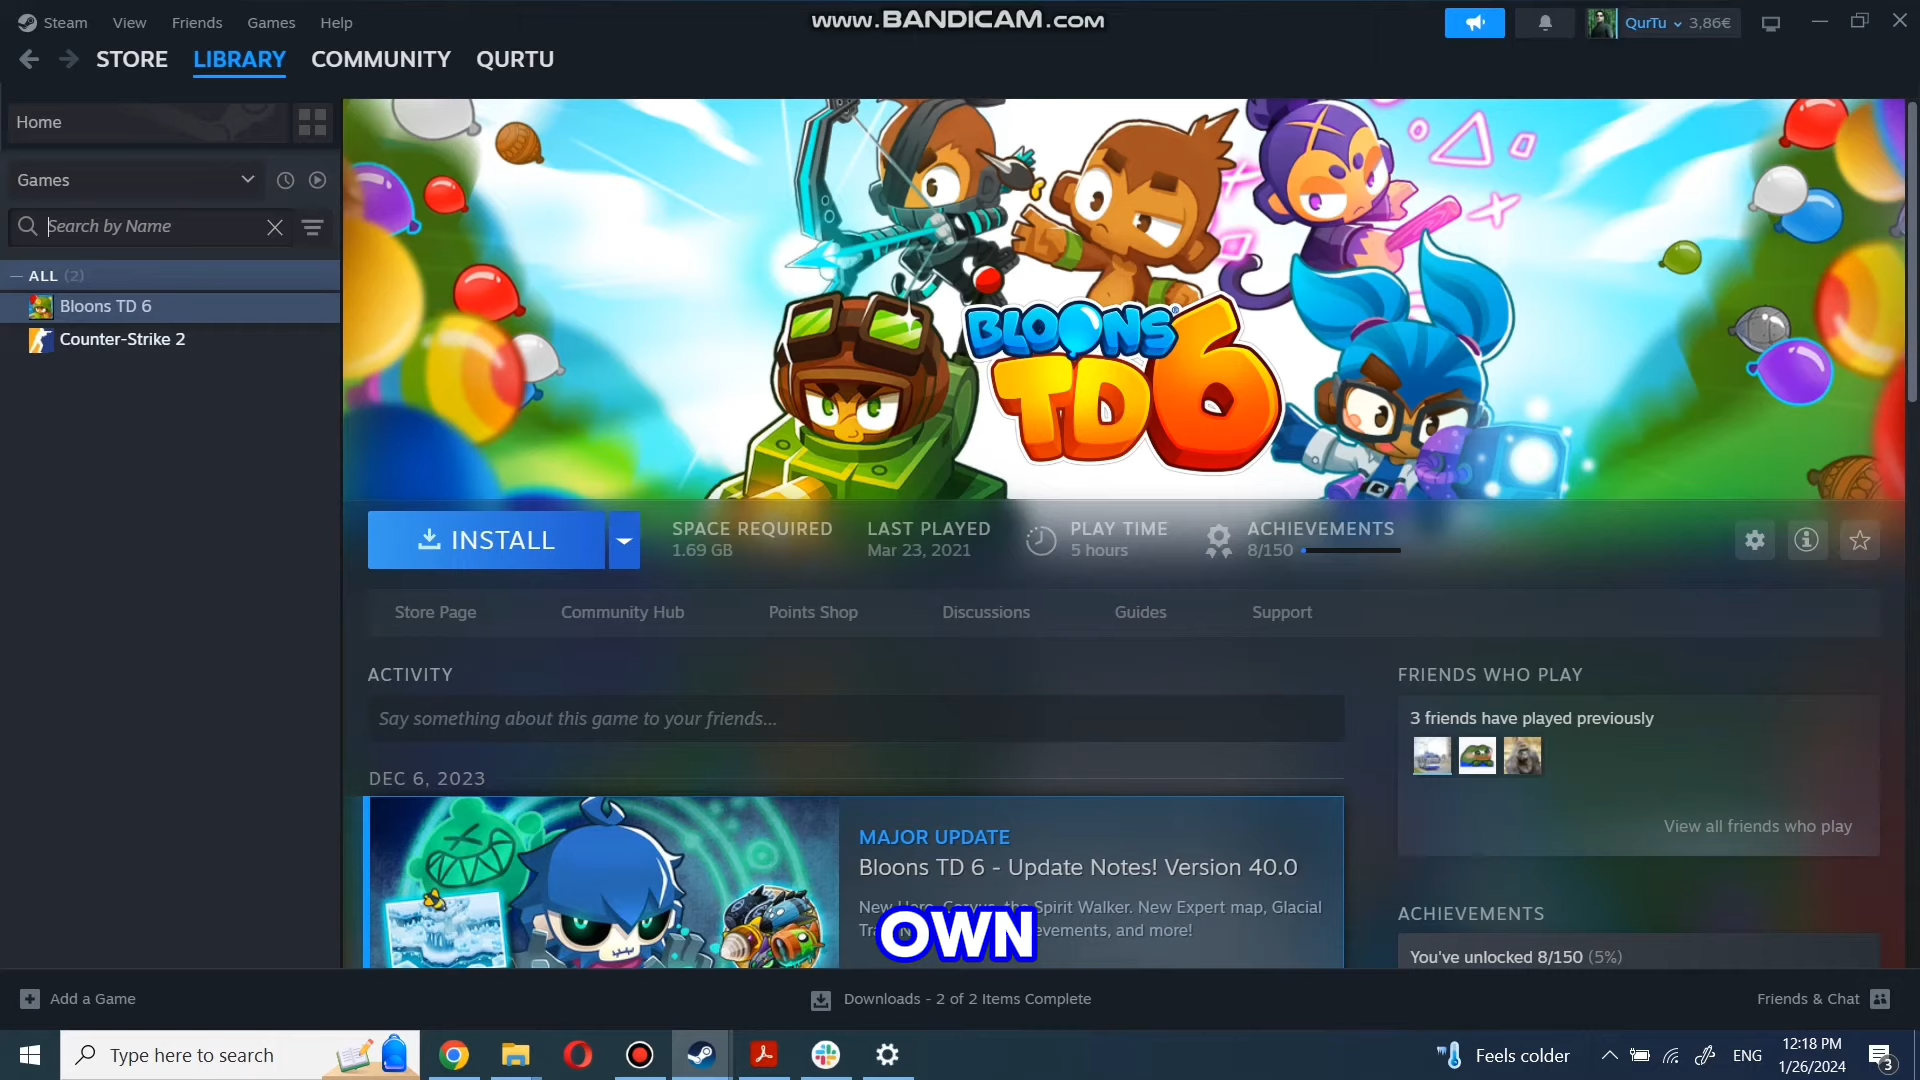 Steam View Friends Games Help
www.BANDICAM.com
QurTu 3,86€
STORE LIBRARY COMMUNITY QURTU
Home
Games
Search by Name
ALL (2)
Bloons TD 6
Counter-Strike 2
BLOONS®
TD6
INSTALL
SPACE REQUIRED
1.69 GB
LAST PLAYED
Mar 23, 2021
PLAY TIME
5 hours
ACHIEVEMENTS
8/150
Store Page Community Hub Points Shop Discussions Guides Support
ACTIVITY
Say something about this game to your friends...
DEC 6, 2023
MAJOR UPDATE
Bloons TD 6 - Update Notes! Version 40.0
New Spirit Walker. New Expert map, Glacial
and more!
OWN
FRIENDS WHO PLAY
3 friends have played previously
View all friends who play
ACHIEVEMENTS
You've unlocked 8/150 (5%)
Add a Game
Downloads - 2 of 2 Items Complete
Friends & Chat
Type here to search
Feels colder
ENG
12:18 PM
1/26/2024
3